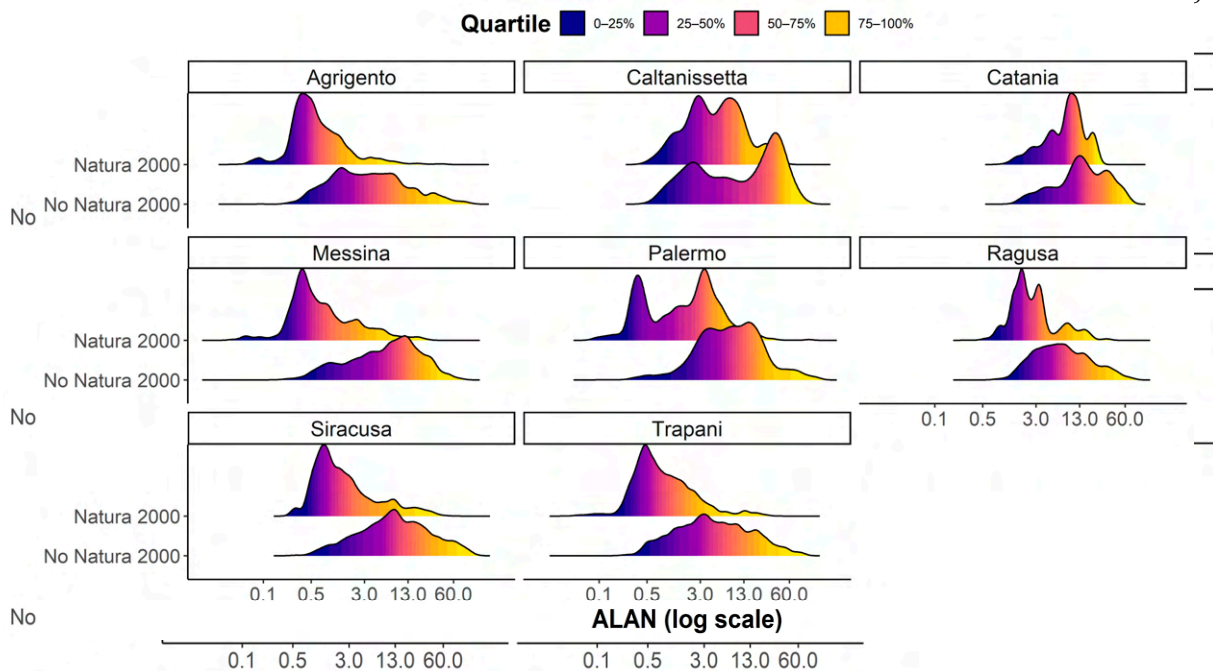 Quartile 0–25% 25–50% 50–75% 75–100%
Agrigento Caltanissetta Catania
Natura 2000
No No Natura 2000
Messina Palermo Ragusa
Natura 2000
No Natura 2000
No 0.1 0.5 3.0 13.0 60.0
Siracusa Trapani
Natura 2000
No Natura 2000
0.1 0.5 3.0 13.0 60.0 0.1 0.5 3.0 13.0 60.0
No ALAN (log scale)
0.1 0.5 3.0 13.0 60.0 0.1 0.5 3.0 13.0 60.0